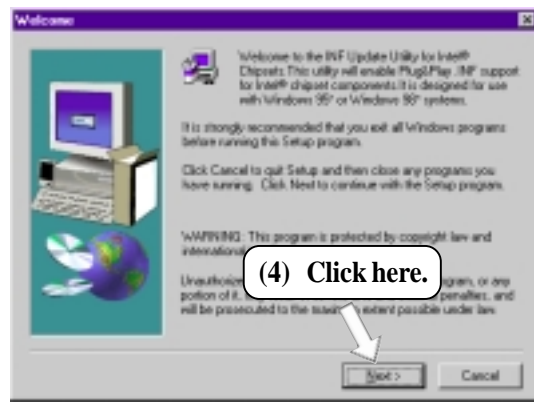 Welcome
Welcome to the INF Update Utility for Intel®
Chipsets. This utility will enable Plug&Play .INF support
for Intel® chipset components. It is designed for use
with Windows 95* or Windows 98* systems.
It is strongly recommended that you exit all Windows programs
before running this Setup program.
Click Cancel to quit Setup and then close any programs you
have running. Click Next to continue with the Setup program.
WARNING: This program is protected by copyright law and
international
(4) Click here.
Unauthorized gram, or any
portion of it, penalties, and
will be prosecuted to the maximum extent possible under law.
Next >
Cancel